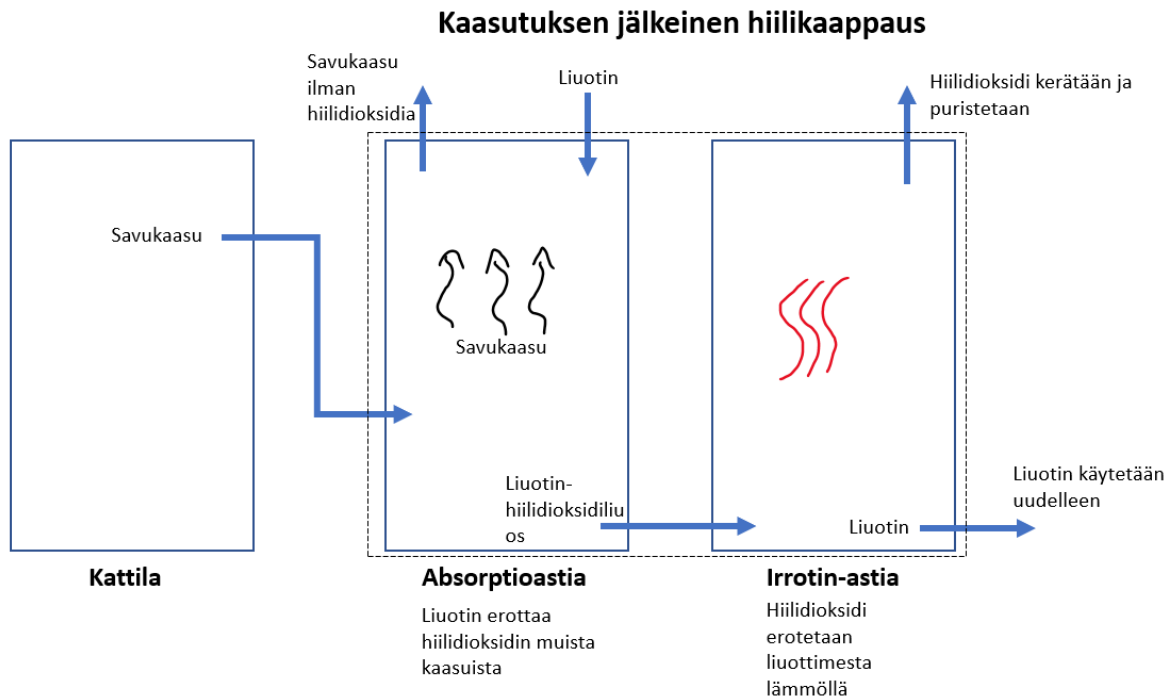 Kaasutuksen jälkeinen hiilikaappaus
Savukaasu
ilman
hiilidioksidia
Liuotin
Hiilidioksidi kerätään ja
puristetaan
Savukaasu
Savukaasu
Liuotin-
hiilidioksidiliu
os
Liuotin
Liuotin käytetään
uudelleen
Kattila
Absorptioastia
Liuotin erottaa
hiilidioksidin muista
kaasuista
Irrotin-astia
Hiilidioksidi
erotetaan
liuottimesta
lämmöllä